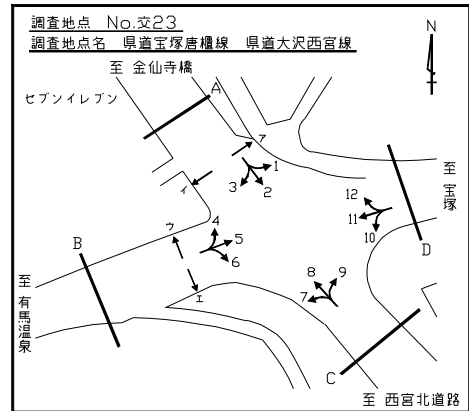 調査地点 No.交23
調査地点名 県道宝塚唐櫃線 県道大沢西宮線
至 金仙寺橋
N
セブンイレブン
A
ア
1
2
3
イ
12
11
10
至 宝塚
ウ
4
5
6
B
D
エ
8
9
7
至 有馬温泉
C
至 西宮北道路